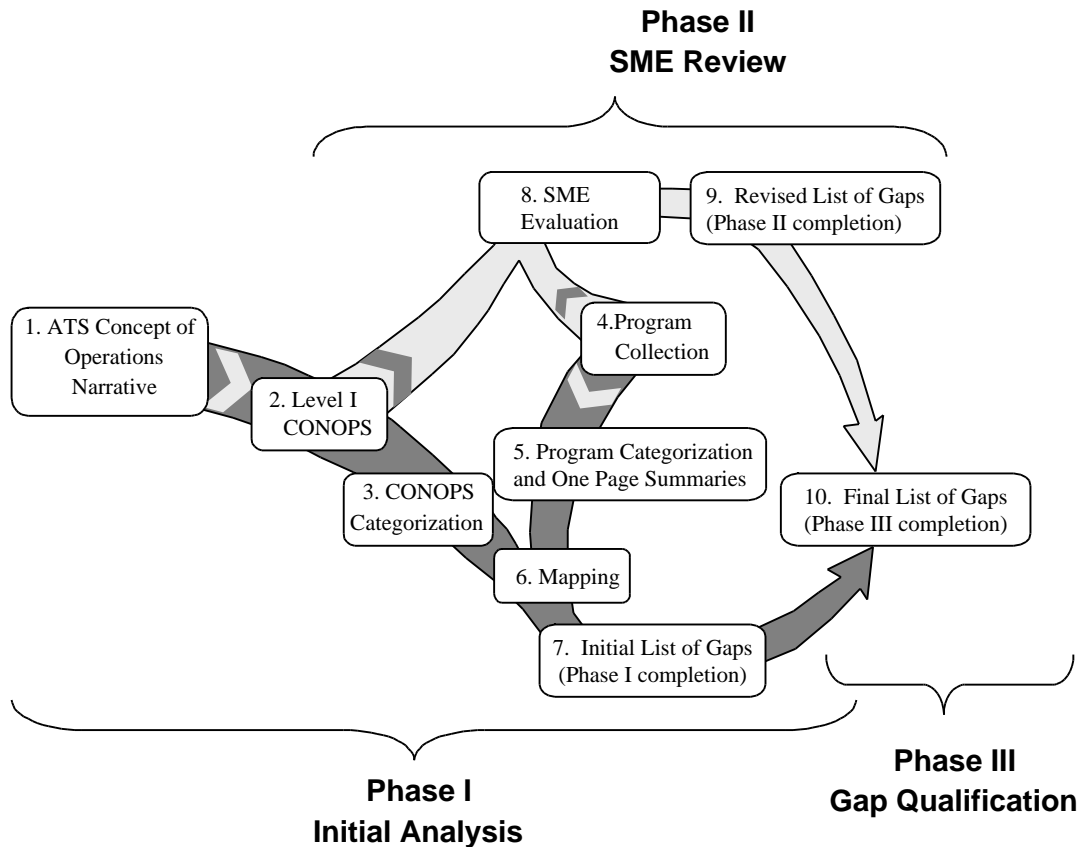 Phase II
SME Review
8. SME
Evaluation
9. Revised List of Gaps
(Phase II completion)
1. ATS Concept of
Operations
Narrative
4.Program
Collection
2. Level I
CONOPS
5. Program Categorization
and One Page Summaries
3. CONOPS
Categorization
10. Final List of Gaps
(Phase III completion)
6. Mapping
7. Initial List of Gaps
(Phase I completion)
Phase I
Initial Analysis
Phase III
Gap Qualification